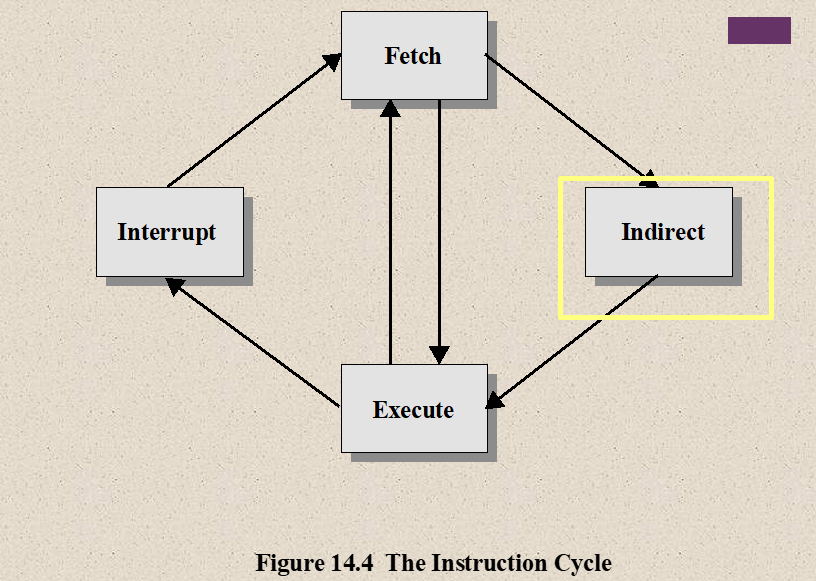 Fetch
Interrupt
Indirect
Execute
Figure 14.4 The Instruction Cycle